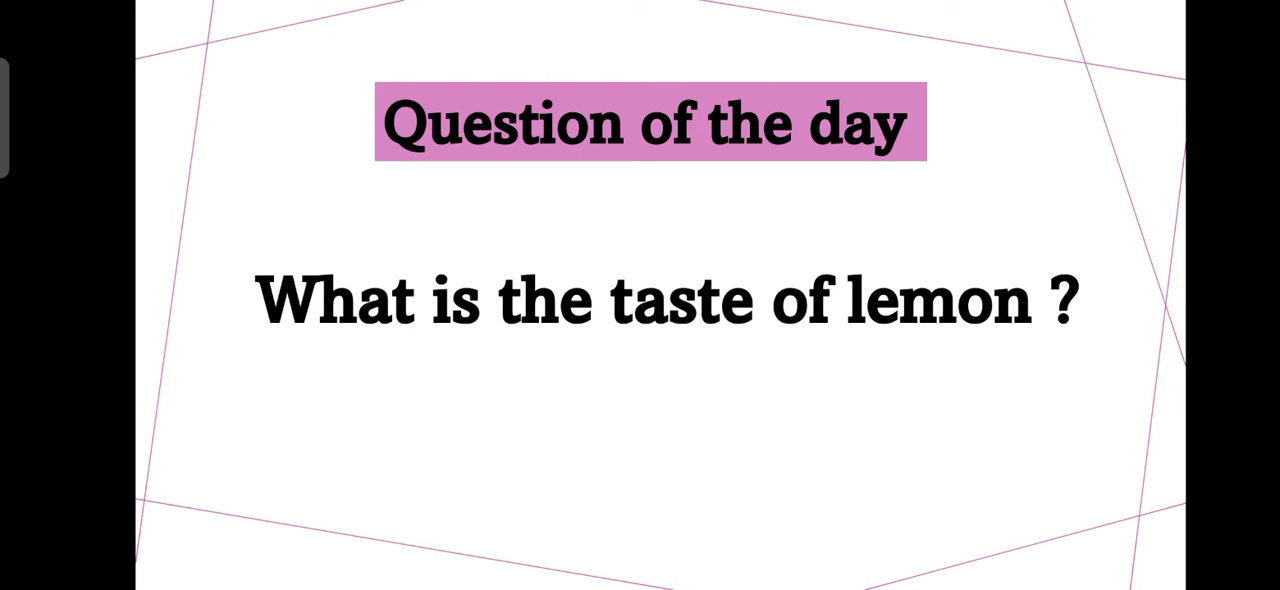 Question of the day
What is the taste of lemon ?